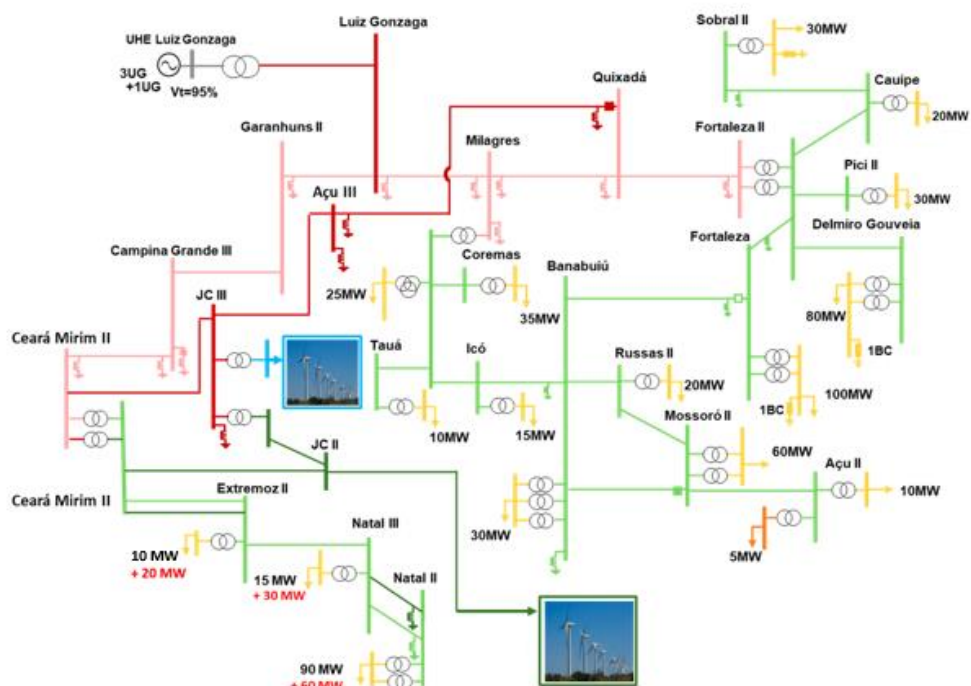 Luiz Gonzaga
UHE Luiz Gonzaga
3UG
+1UG
Vt=95%
Sobral II
30MW
Quixadá
Cauipe
20MW
Garanhuns II
Milagres
Fortaleza II
Pici II
30MW
Açu III
Fortaleza
Delmiro Gouveia
Campina Grande III
Coremas
Banabuiú
25MW
35MW
80MW
1BC
JC III
Ceará Mirim II
Tauá
Icó
Russas II
20MW
100MW
1BC
10MW
15MW
Mossoró II
60MW
JC II
Açu II
Ceará Mirim II
Extremoz II
10MW
30MW
5MW
Natal III
10 MW
+ 20 MW
15 MW
+ 30 MW
Natal II
90 MW
+ 60 MW